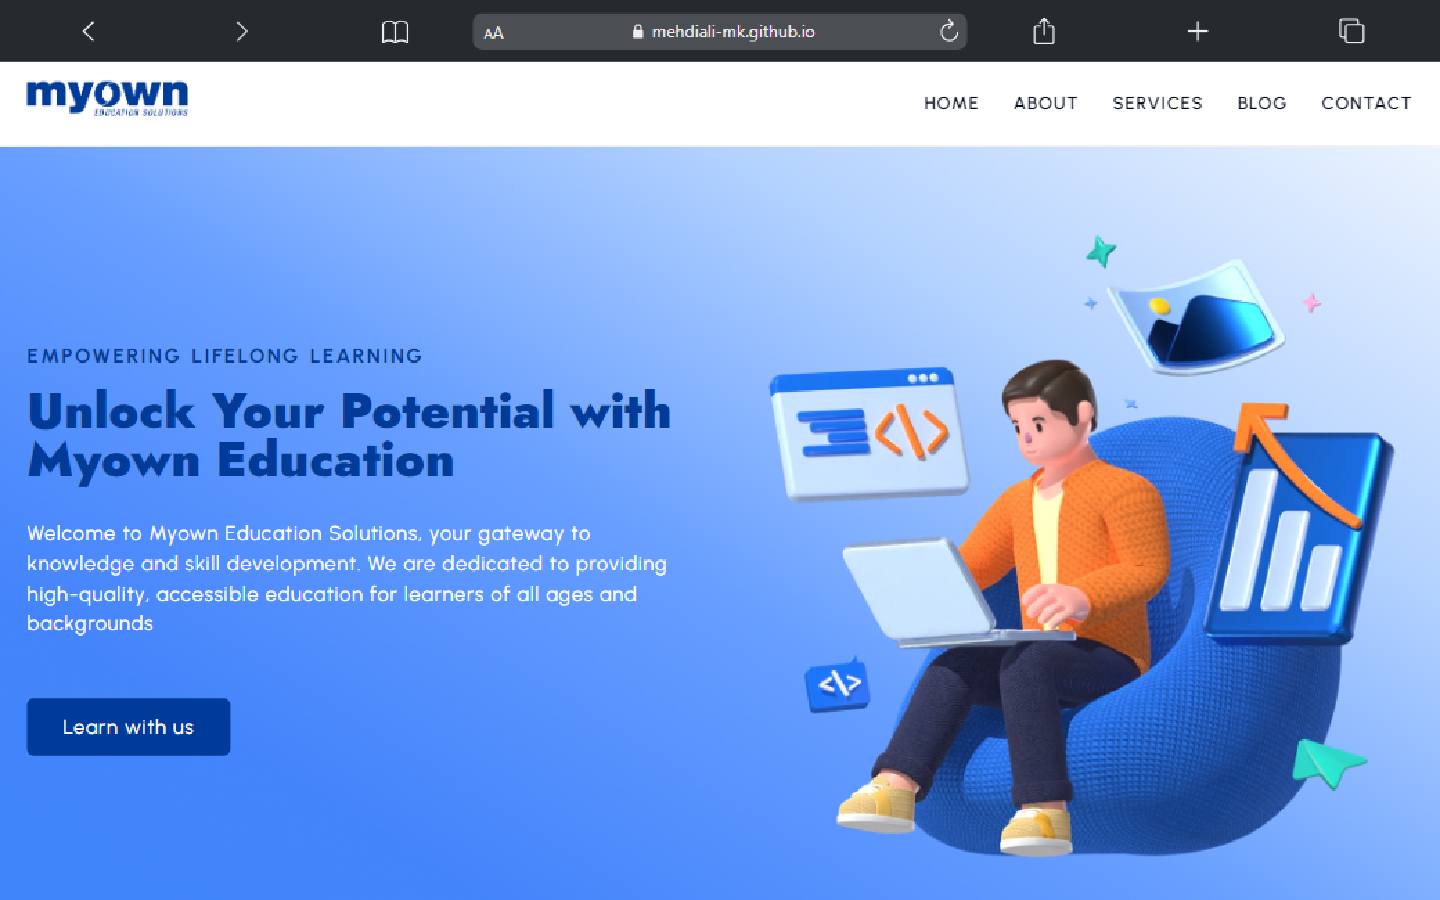 AA mehdiali-mk.github.io
myown
EDUCATION SOLUTIONS
HOME ABOUT SERVICES BLOG CONTACT
EMPOWERING LIFELONG LEARNING
Unlock Your Potential with
Myown Education
Welcome to Myown Education Solutions, your gateway to
knowledge and skill development. We are dedicated to providing
high-quality, accessible education for learners of all ages and
backgrounds
Learn with us